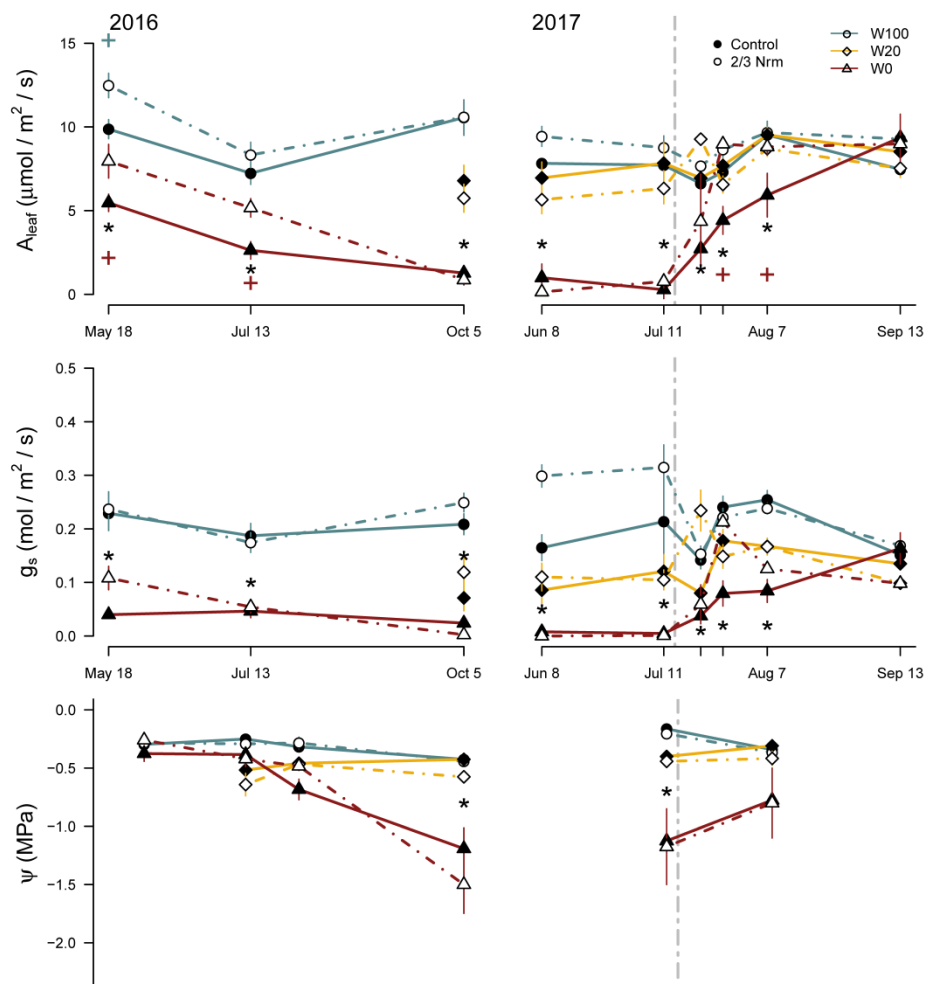 2016
2017
Control
2/3 Nrm
W100
W20
W0
A_leaf (μmol / m² / s)
15
10
5
0
May 18
Jul 13
Oct 5
Jun 8
Jul 11
Aug 7
Sep 13
g_s (mol / m² / s)
0.5
0.4
0.3
0.2
0.1
0.0
May 18
Jul 13
Oct 5
Jun 8
Jul 11
Aug 7
Sep 13
ψ (MPa)
0.0
−0.5
−1.0
−1.5
−2.0